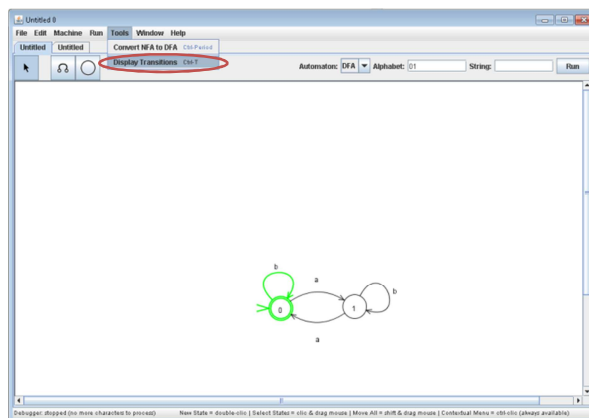 Untitled 0
File Edit Machine Run Tools Window Help
Untitled Untitled Convert NFA to DFA Ctrl-Period
Display Transitions Ctrl-T
Automaton: DFA Alphabet: 01 String: Run
b
a
b
0
1
a
Debugger: stopped (no more characters to process) New State = double-clic | Select States = clic & drag mouse | Move All = shift & drag mouse | Contextual Menu = ctrl-clic (always available)